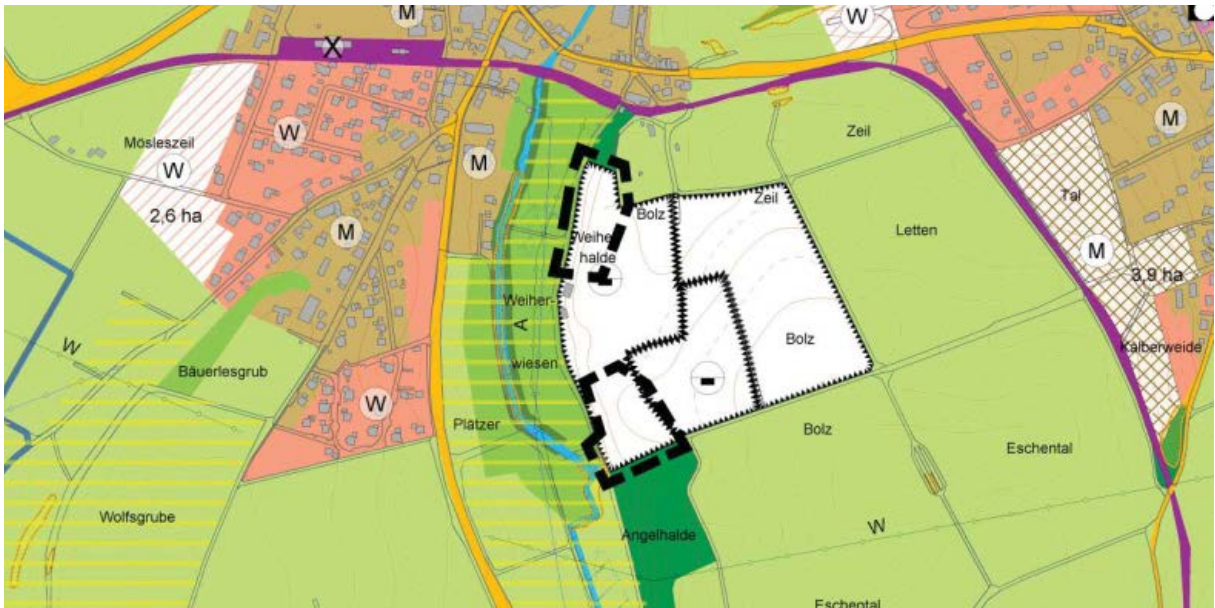 M
W
X
Mösleszeil
W
W
M
2,6 ha
M
Zeil
Tal
M
M
Zeil
Bolz
Weihe
halde
Letten
3,9 ha
Weiher-
A
wiesen
W
Bolz
Kälberweide
Bäuerlesgrub
W
Plätzer
Bolz
Eschental
Wolfsgrube
Angelhalde
W
Eschental